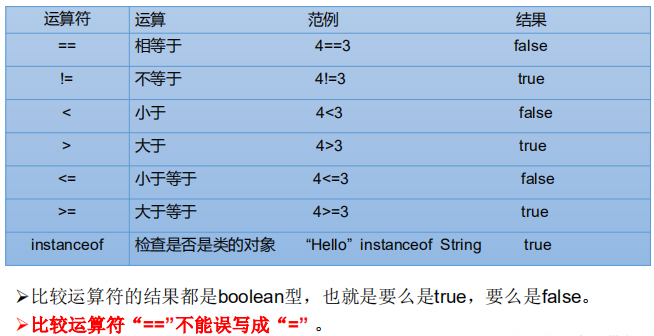 运算符 运算 范例 结果
== 相等于 4==3 false
!= 不等于 4!=3 true
< 小于 4<3 false
> 大于 4>3 true
<= 小于等于 4<=3 false
>= 大于等于 4>=3 true
instanceof 检查是否是类的对象 “Hello” instanceof String true
➢比较运算符的结果都是boolean型，也就是要么是true，要么是false。
➢比较运算符“==”不能误写成“=” 。